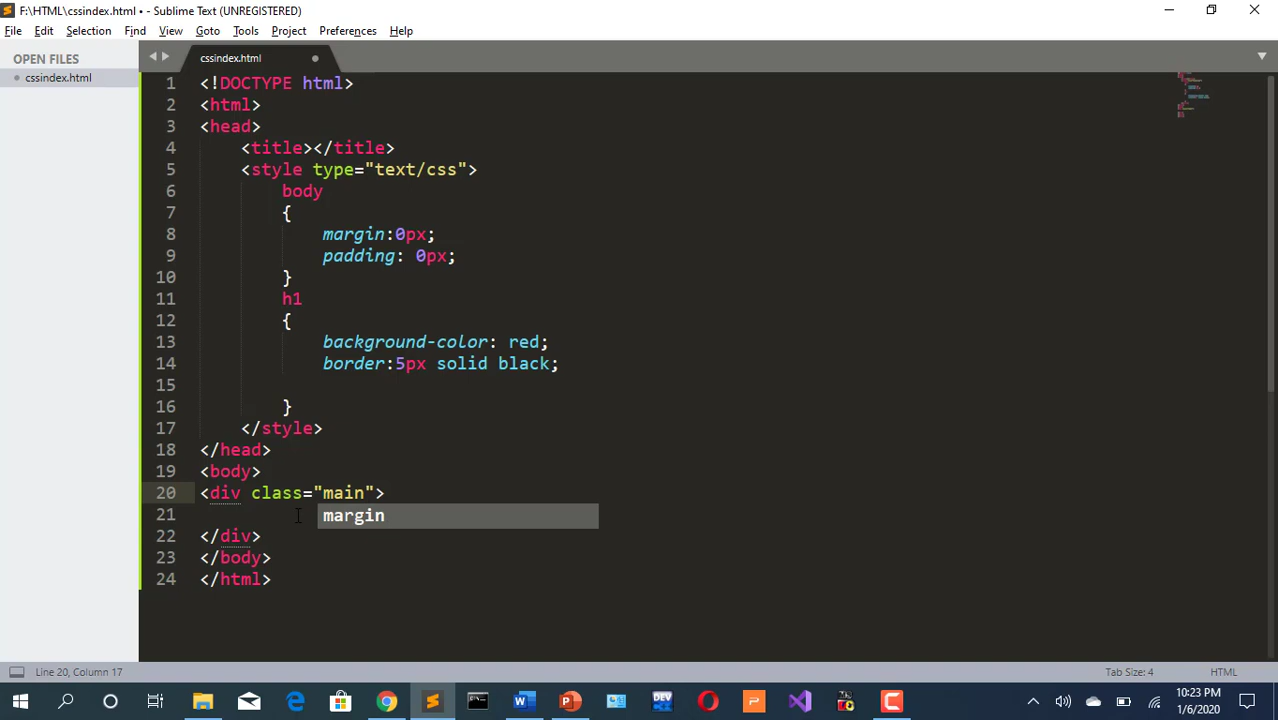 F:\HTML\cssindex.html • - Sublime Text (UNREGISTERED)
File Edit Selection View Goto Tools Project Preferences Help
OPEN FILES
cssindex.html
cssindex.html
1 <!DOCTYPE html>
2 <html>
3 <head>
4 <title></title>
5 <style type="text/css">
6 body
7 {
8 margin:0px;
9 padding: 0px;
10 }
11 h1
12 {
13 background-color: red;
14 border:5px solid black;
15
16 }
17 </style>
18 </head>
19 <body>
20 <div class="main">
21 margin
22 </div>
23 </body>
24 </html>
Line 20, Column 17
Tab Size: 4
HTML
DEV
10:23 PM
1/6/2020